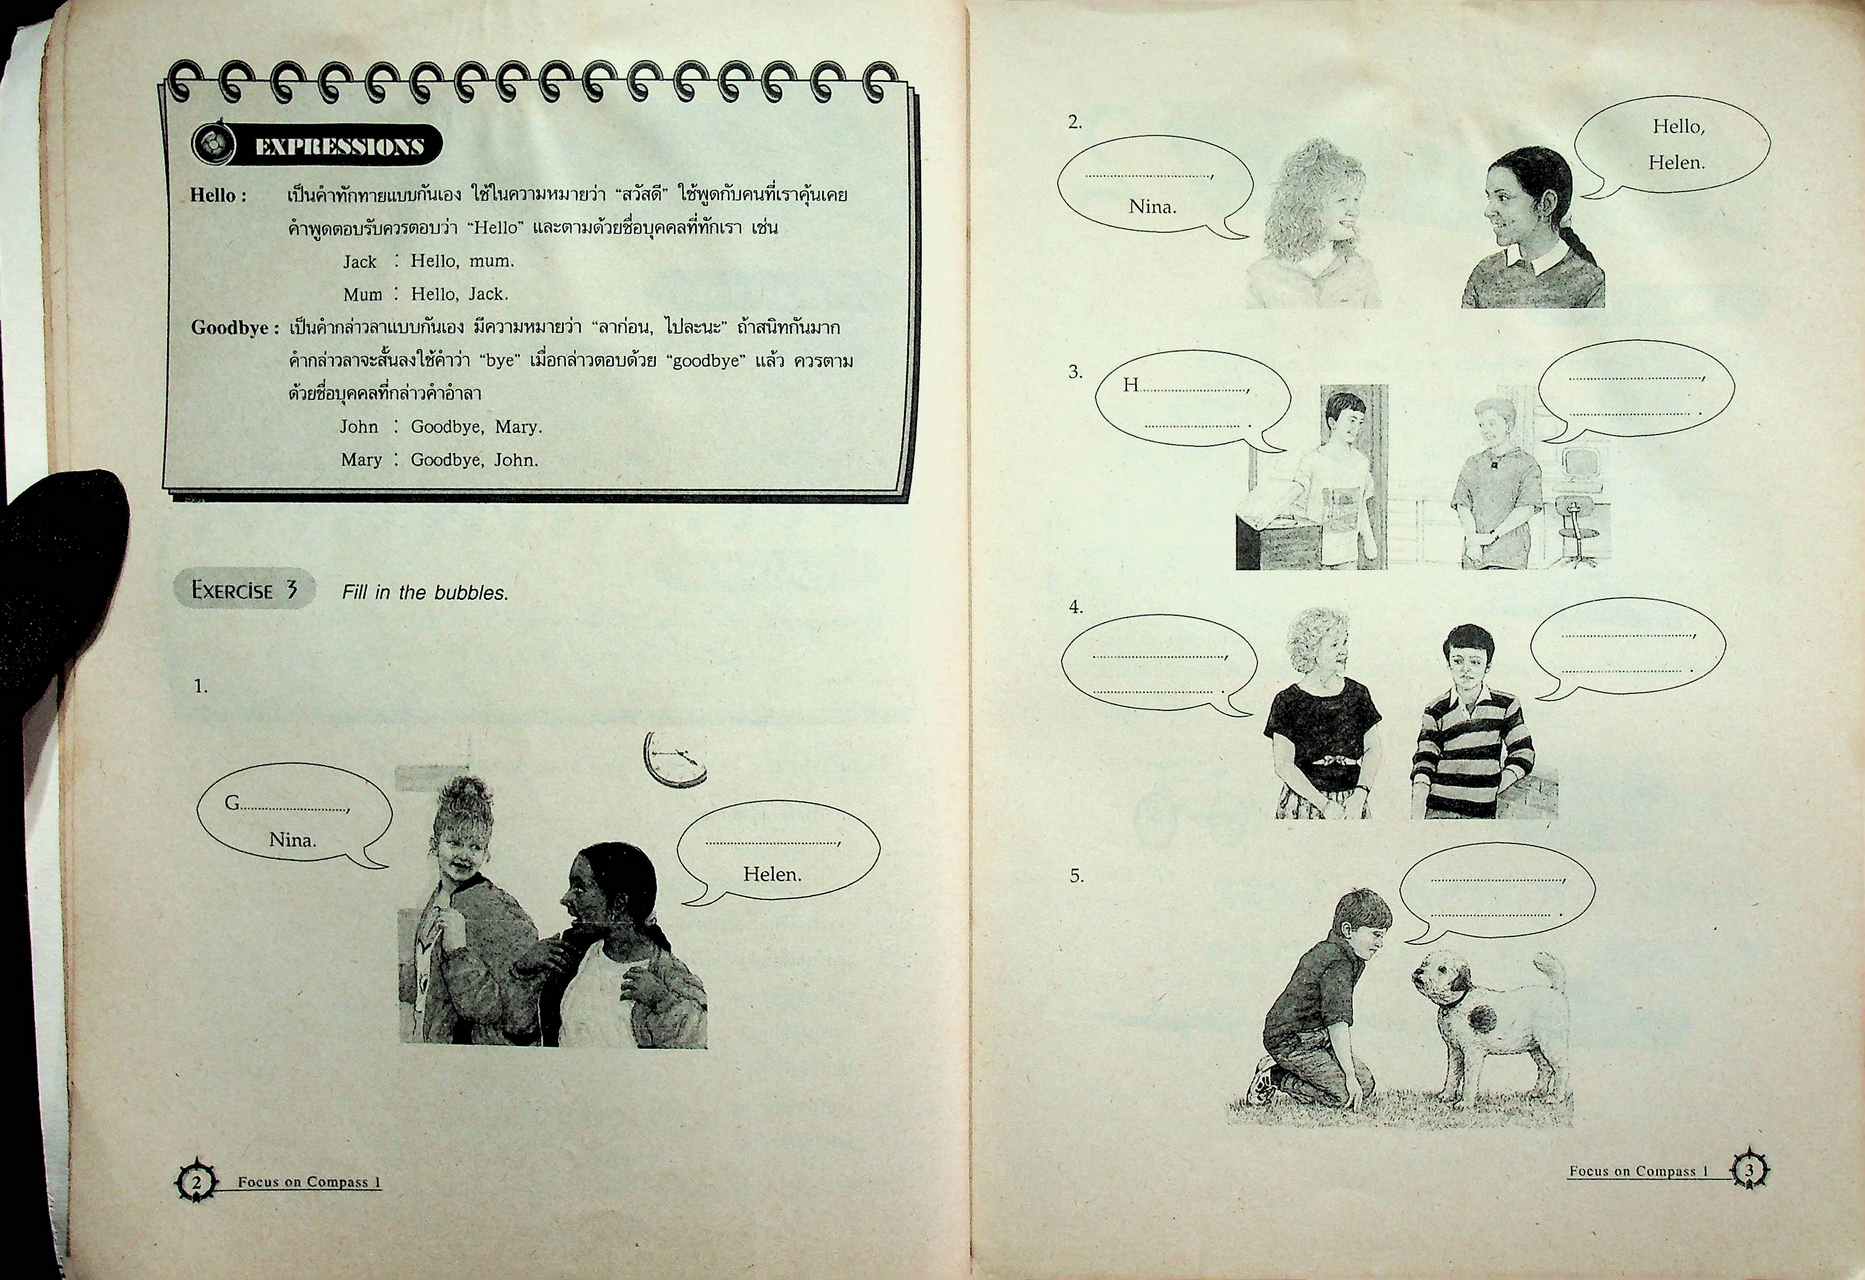 EXPRESSIONS
Hello : เป็นคำทักทายแบบกันเอง ใช้ในความหมายว่า “สวัสดี” ใช้พูดกับคนที่เราคุ้นเคย
คำพูดตอบรับควรตอบว่า “Hello” และตามด้วยชื่อบุคคลที่ทักเรา เช่น
Jack : Hello, mum.
Mum : Hello, Jack.
Goodbye : เป็นคำกล่าวลาแบบกันเอง มีความหมายว่า “ลาก่อน, ไปละนะ” ถ้าสนิทกันมาก
คำกล่าวลาจะสั้นลงใช้คำว่า “bye” เมื่อกล่าวตอบด้วย “goodbye” แล้ว ควรตาม
ด้วยชื่อบุคคลที่กล่าวคำอำลา
John : Goodbye, Mary.
Mary : Goodbye, John.
EXERCISE 3 Fill in the bubbles.
1.
G..........................,
Nina.
..................................,
Helen.
2 Focus on Compass 1
2.
................................,
Nina.
Hello,
Helen.
3.
H...........................,
........................ .
..................................,
.............................. .
4.
..................................,
.............................. .
..................................,
.............................. .
5.
..................................,
.............................. .
Focus on Compass 1 3